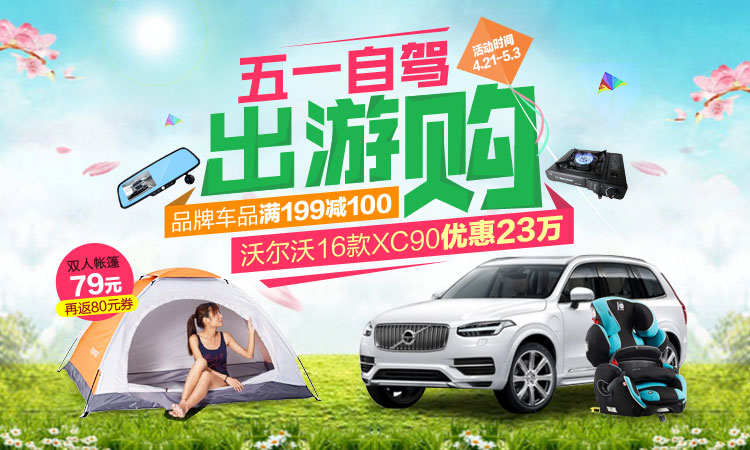 五一自驾
出游购
活动时间
4.21-5.3
品牌车品满199减100
沃尔沃16款XC90优惠23万
双人帐篷
79元
再返80元券